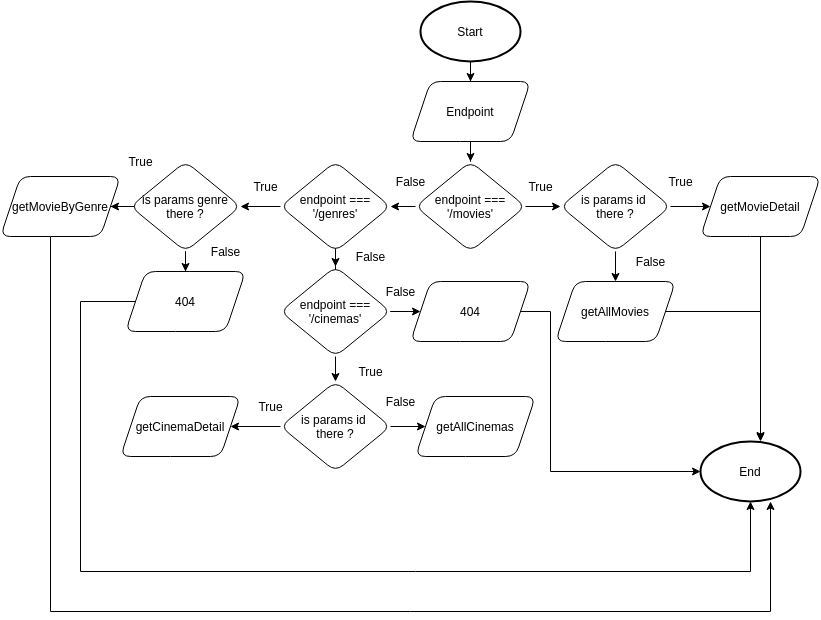 Start
Endpoint
True
True
False
True
True
getMovieByGenre
is params genre
there ?
endpoint ===
'/genres'
endpoint ===
'/movies'
is params id
there ?
getMovieDetail
False
False
False
404
endpoint ===
'/cinemas'
False
404
getAllMovies
True
True
False
getCinemaDetail
is params id
there ?
getAllCinemas
End